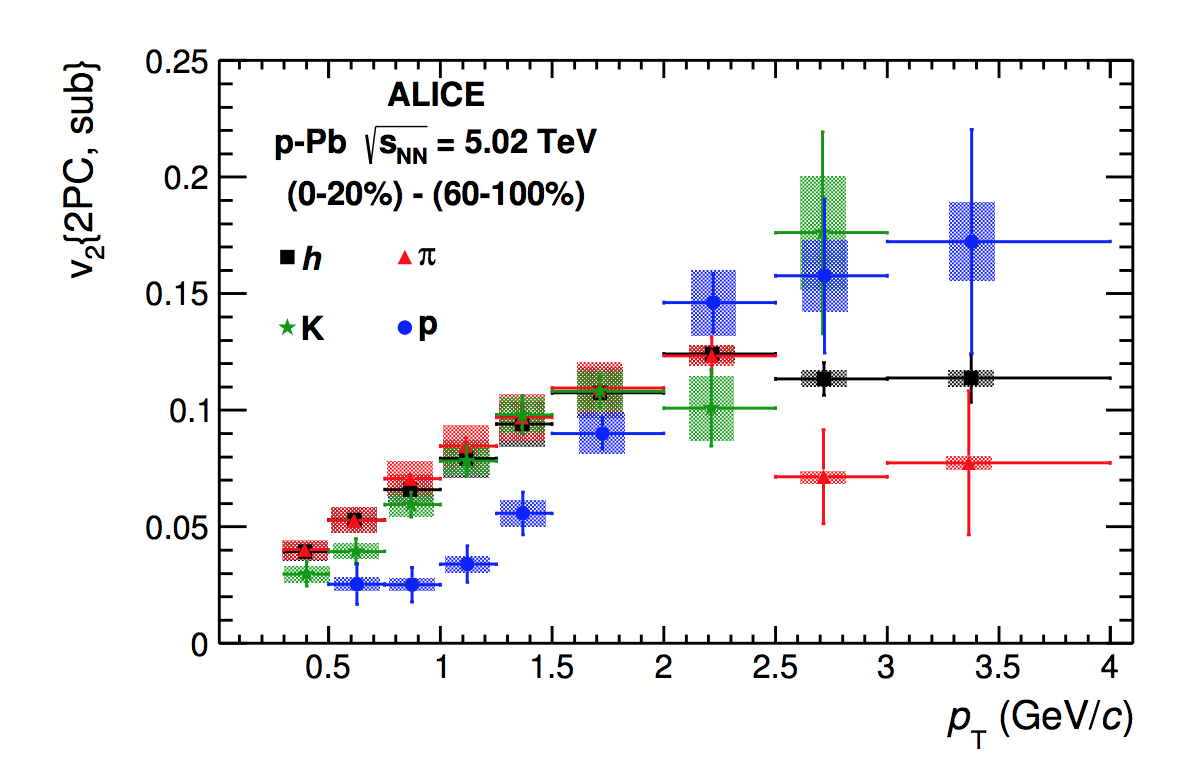 v2{2PC, sub}
0.25
0.2
0.15
0.1
0.05
0
ALICE
p-Pb √sNN = 5.02 TeV
(0-20%) - (60-100%)
h π
K p
0.5 1 1.5 2 2.5 3 3.5 4
pT (GeV/c)